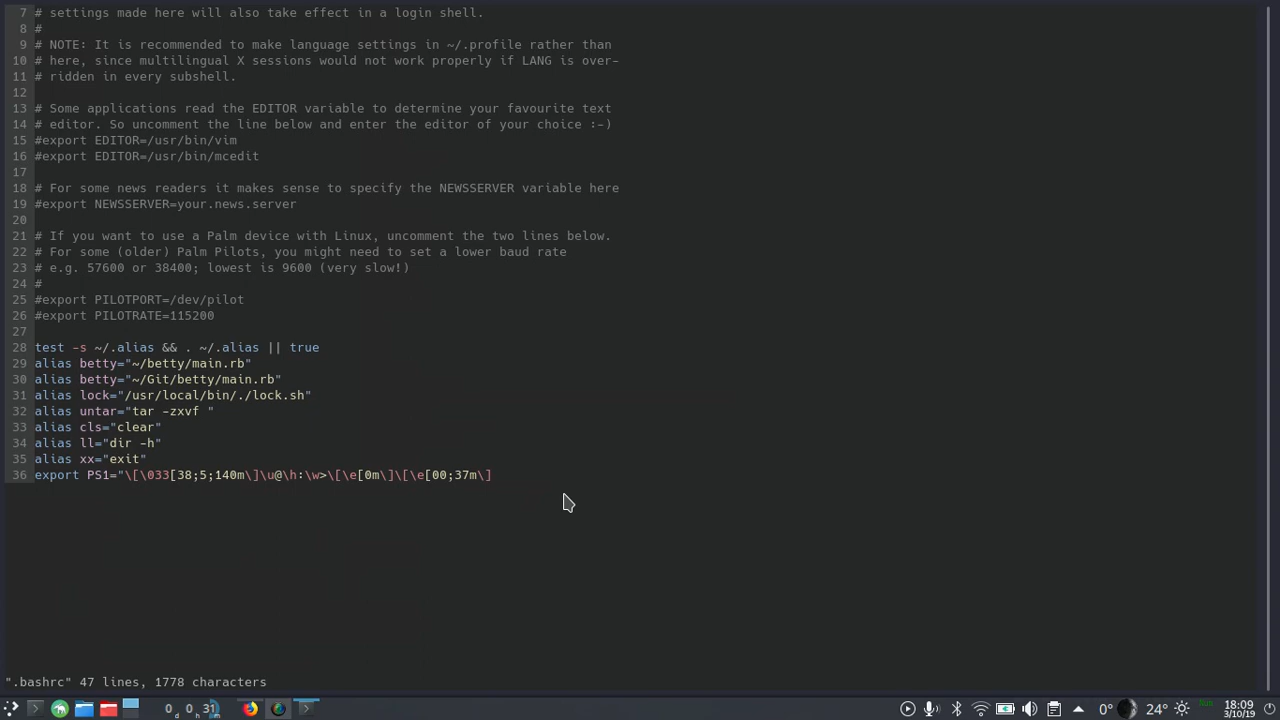 7 # settings made here will also take effect in a login shell.
8 #
9 # NOTE: It is recommended to make language settings in ~/.profile rather than
10 # here, since multilingual X sessions would not work properly if LANG is over-
11 # ridden in every subshell.
12
13 # Some applications read the EDITOR variable to determine your favourite text
14 # editor. So uncomment the line below and enter the editor of your choice :-)
15 #export EDITOR=/usr/bin/vim
16 #export EDITOR=/usr/bin/mcedit
17
18 # For some news readers it makes sense to specify the NEWSSERVER variable here
19 #export NEWSSERVER=your.news.server
20
21 # If you want to use a Palm device with Linux, uncomment the two lines below.
22 # For some (older) Palm Pilots, you might need to set a lower baud rate
23 # e.g. 57600 or 38400; lowest is 9600 (very slow!)
24 #
25 #export PILOTPORT=/dev/pilot
26 #export PILOTRATE=115200
27
28 test -s ~/.alias && . ~/.alias || true
29 alias betty="~/betty/main.rb"
30 alias betty="~/Git/betty/main.rb"
31 alias lock="/usr/local/bin/./lock.sh"
32 alias untar="tar -zxvf "
33 alias cls="clear"
34 alias ll="dir -h"
35 alias xx="exit"
36 export PS1="\[\033[38;5;140m\]\u@\h:\w>\[\e[0m\]\[\e[00;37m\]
".bashrc" 47 lines, 1778 characters
0d 0h 31
0° 24° 18:09
3/10/19